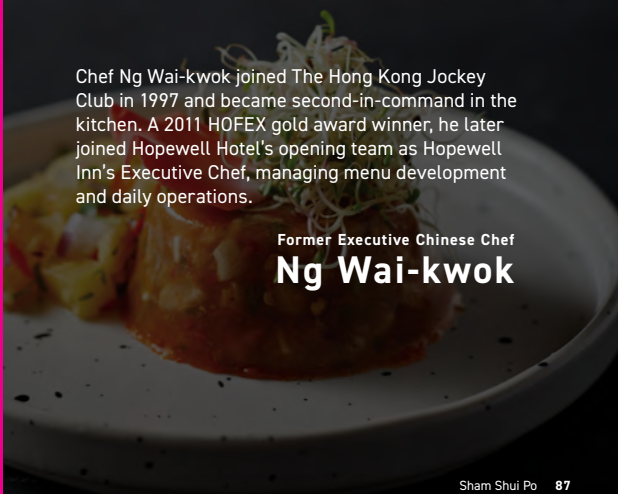 Chef Ng Wai-kwok joined The Hong Kong Jockey
Club in 1997 and became second-in-command in the
kitchen. A 2011 HOFEX gold award winner, he later
joined Hopewell Hotel's opening team as Hopewell
Inn's Executive Chef, managing menu development
and daily operations.
Former Executive Chinese Chef
Ng Wai-kwok
Sham Shui Po 87